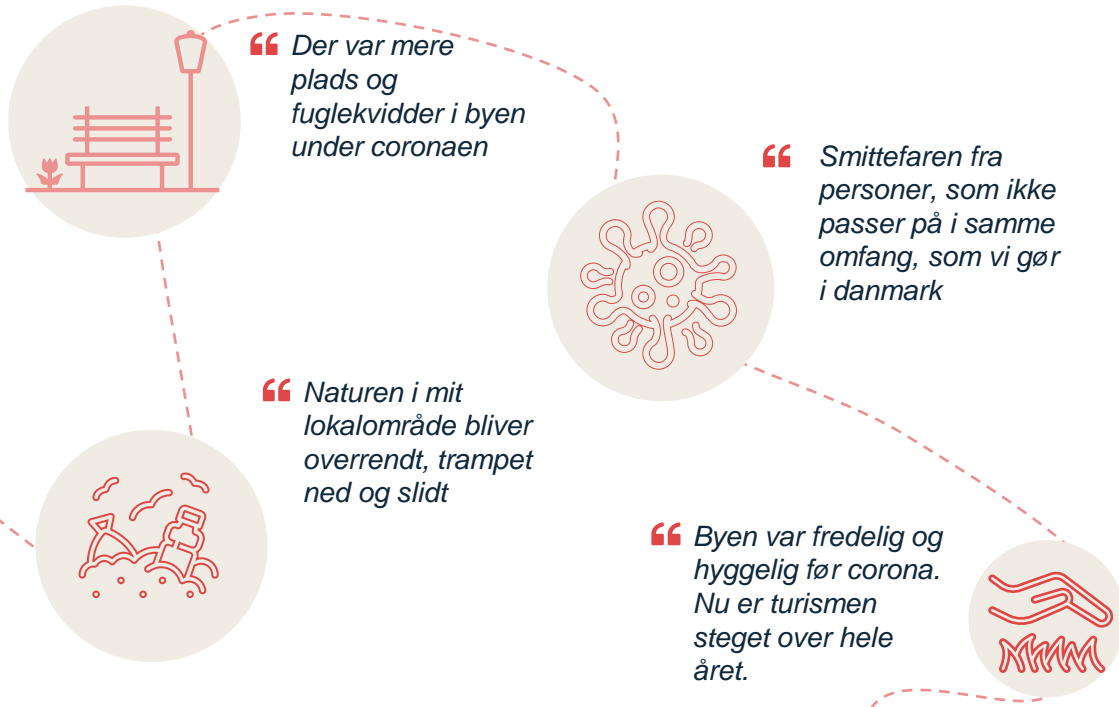 “ Der var mere
plads og
fuglekvidder i byen
under coronaen
“ Smittefaren fra
personer, som ikke
passer på i samme
omfang, som vi gør
i danmark
“ Naturen i mit
lokalområde bliver
overrendt, trampet
ned og slidt
“ Byen var fredelig og
hyggelig før corona.
Nu er turismen
steget over hele
året.